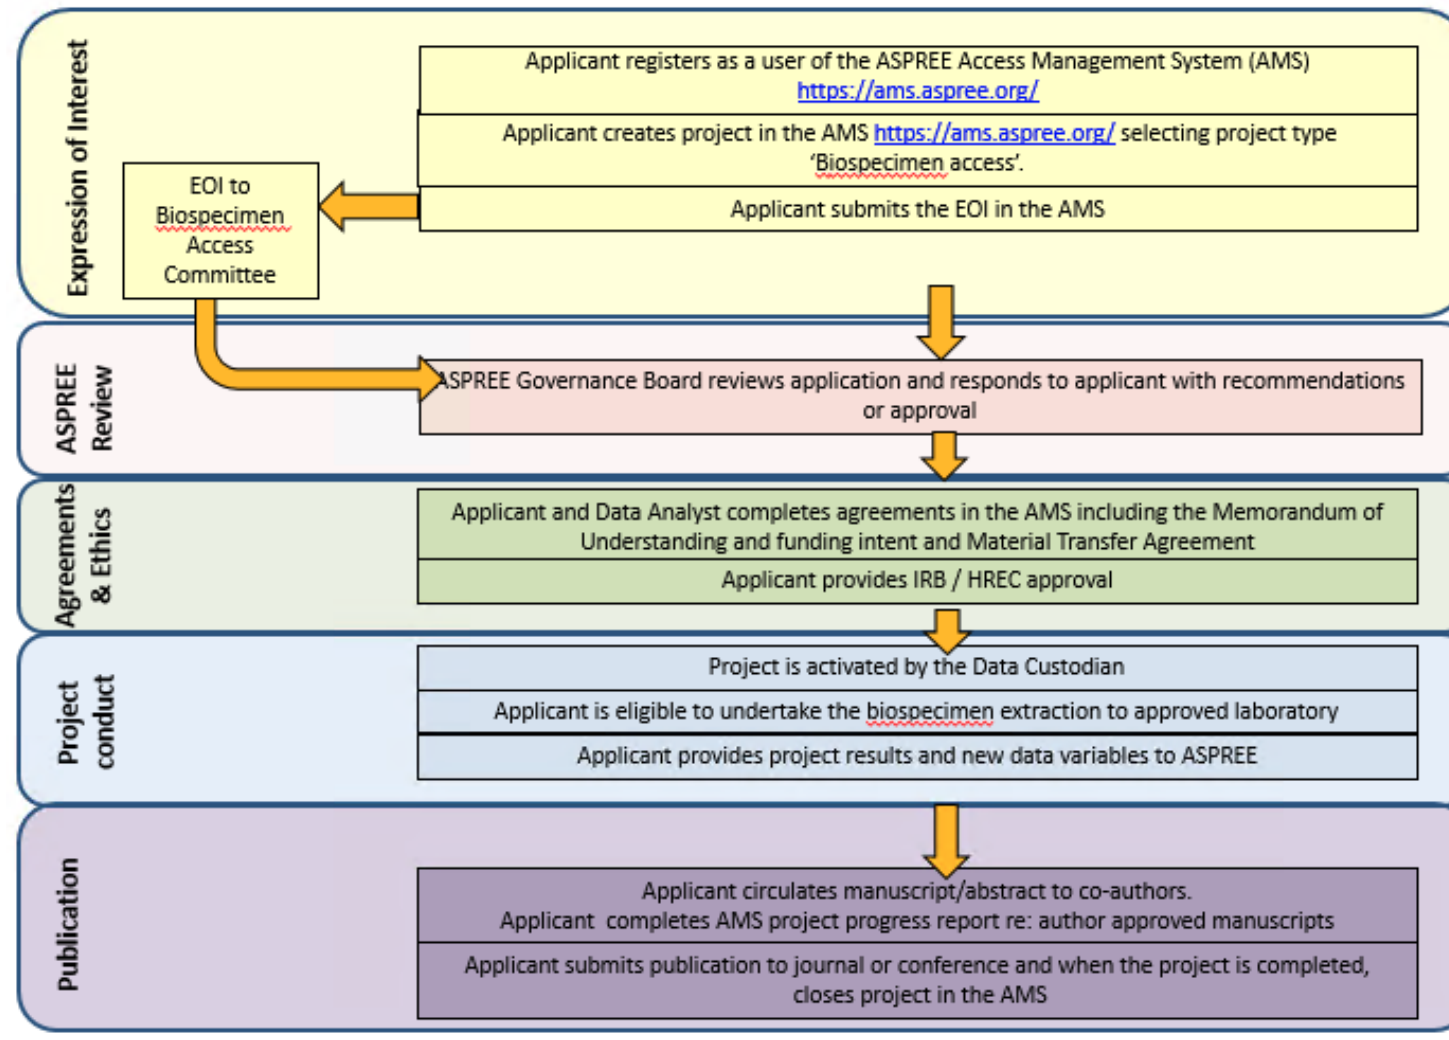 Expression of Interest
Applicant registers as a user of the ASPREE Access Management System (AMS)
https://ams.aspree.org/
Applicant creates project in the AMS https://ams.aspree.org/ selecting project type
‘Biospecimen access’.
Applicant submits the EOI in the AMS
EOI to
Biospecimen
Access
Committee
ASPREE
Review
ASPREE Governance Board reviews application and responds to applicant with recommendations
or approval
Agreements
& Ethics
Applicant and Data Analyst completes agreements in the AMS including the Memorandum of
Understanding and funding intent and Material Transfer Agreement
Applicant provides IRB / HREC approval
Project
conduct
Project is activated by the Data Custodian
Applicant is eligible to undertake the biospecimen extraction to approved laboratory
Applicant provides project results and new data variables to ASPREE
Publication
Applicant circulates manuscript/abstract to co-authors.
Applicant completes AMS project progress report re: author approved manuscripts
Applicant submits publication to journal or conference and when the project is completed,
closes project in the AMS